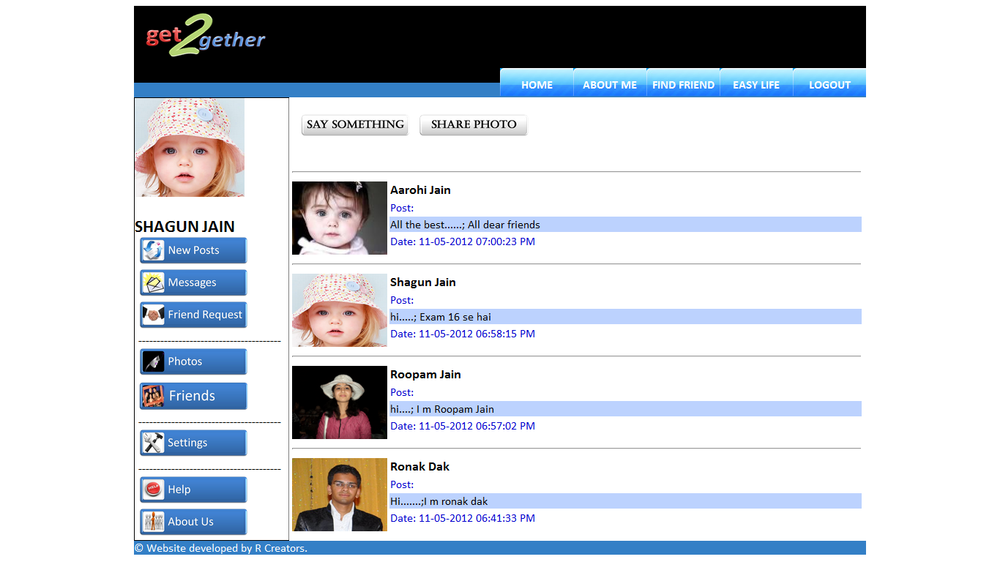 get2gether
HOME ABOUT ME FIND FRIEND EASY LIFE LOGOUT
SAY SOMETHING SHARE PHOTO
SHAGUN JAIN
New Posts
Messages
Friend Request
Photos
Friends
Settings
HELP Help
About Us
Aarohi Jain
Post:
All the best......; All dear friends
Date: 11-05-2012 07:00:23 PM
Shagun Jain
Post:
hi.....; Exam 16 se hai
Date: 11-05-2012 06:58:15 PM
Roopam Jain
Post:
hi....; I m Roopam Jain
Date: 11-05-2012 06:57:02 PM
Ronak Dak
Post:
Hi.......;I m ronak dak
Date: 11-05-2012 06:41:33 PM
© Website developed by R Creators.